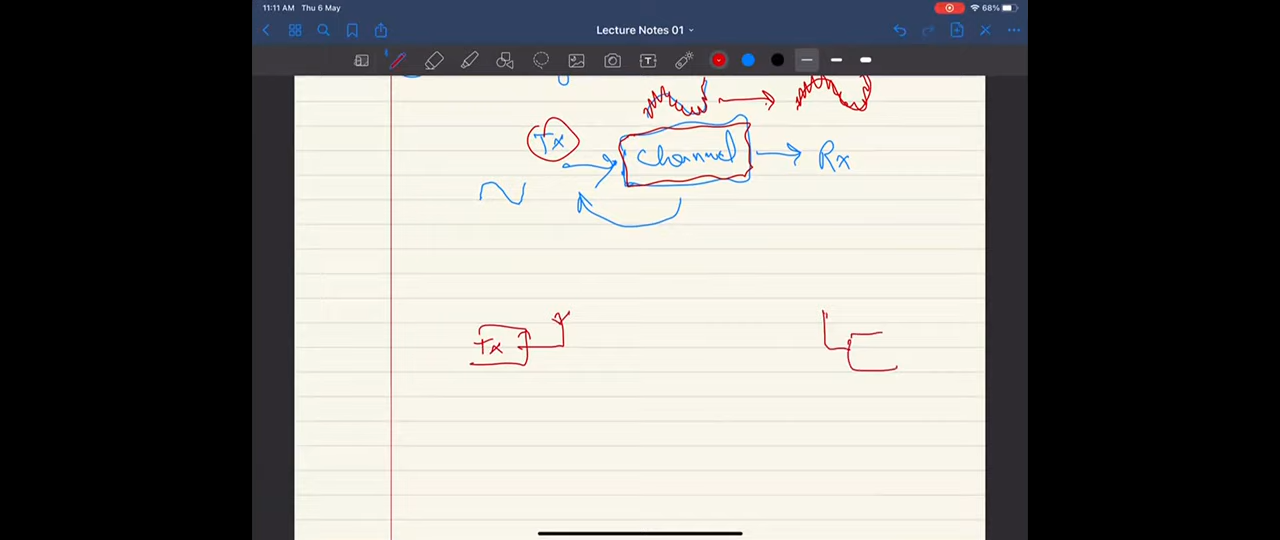 11:11 AM Thu 6 May
68%
Lecture Notes 01
T
Tx
Channel
Rx
Tx